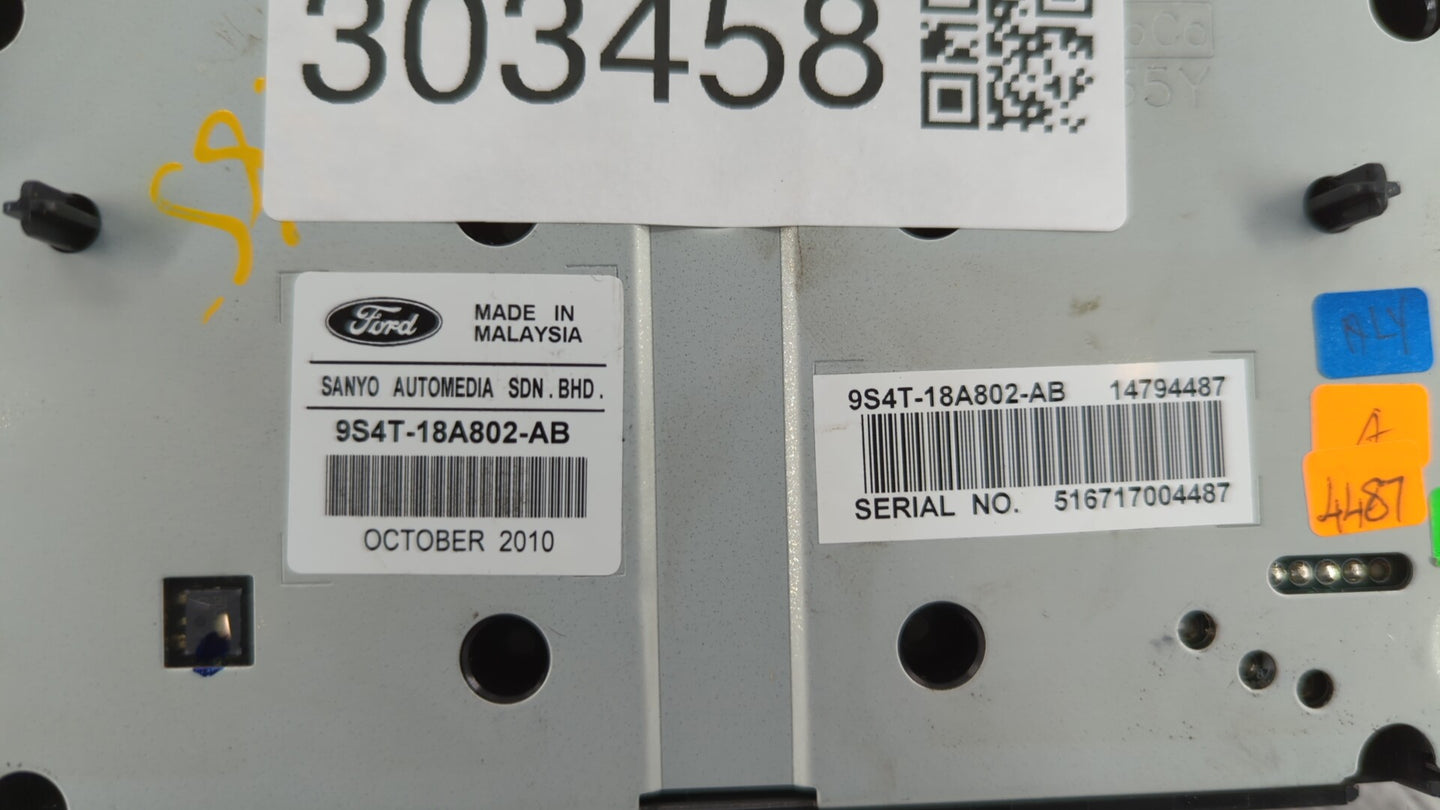 303458
Ford
MADE IN
MALAYSIA
SANYO AUTOMEDIA SDN.BHD.
9S4T-18A802-AB
OCTOBER 2010
9S4T-18A802-AB 14794487
SERIAL NO. 516717004487
ALY
A
4487